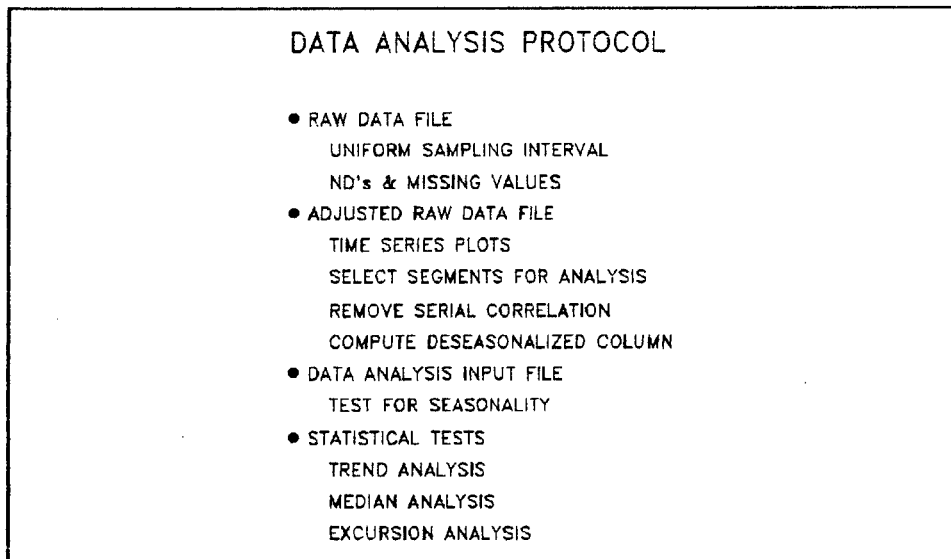 DATA ANALYSIS PROTOCOL
● RAW DATA FILE
UNIFORM SAMPLING INTERVAL
ND's & MISSING VALUES
● ADJUSTED RAW DATA FILE
TIME SERIES PLOTS
SELECT SEGMENTS FOR ANALYSIS
REMOVE SERIAL CORRELATION
COMPUTE DESEASONALIZED COLUMN
● DATA ANALYSIS INPUT FILE
TEST FOR SEASONALITY
● STATISTICAL TESTS
TREND ANALYSIS
MEDIAN ANALYSIS
EXCURSION ANALYSIS